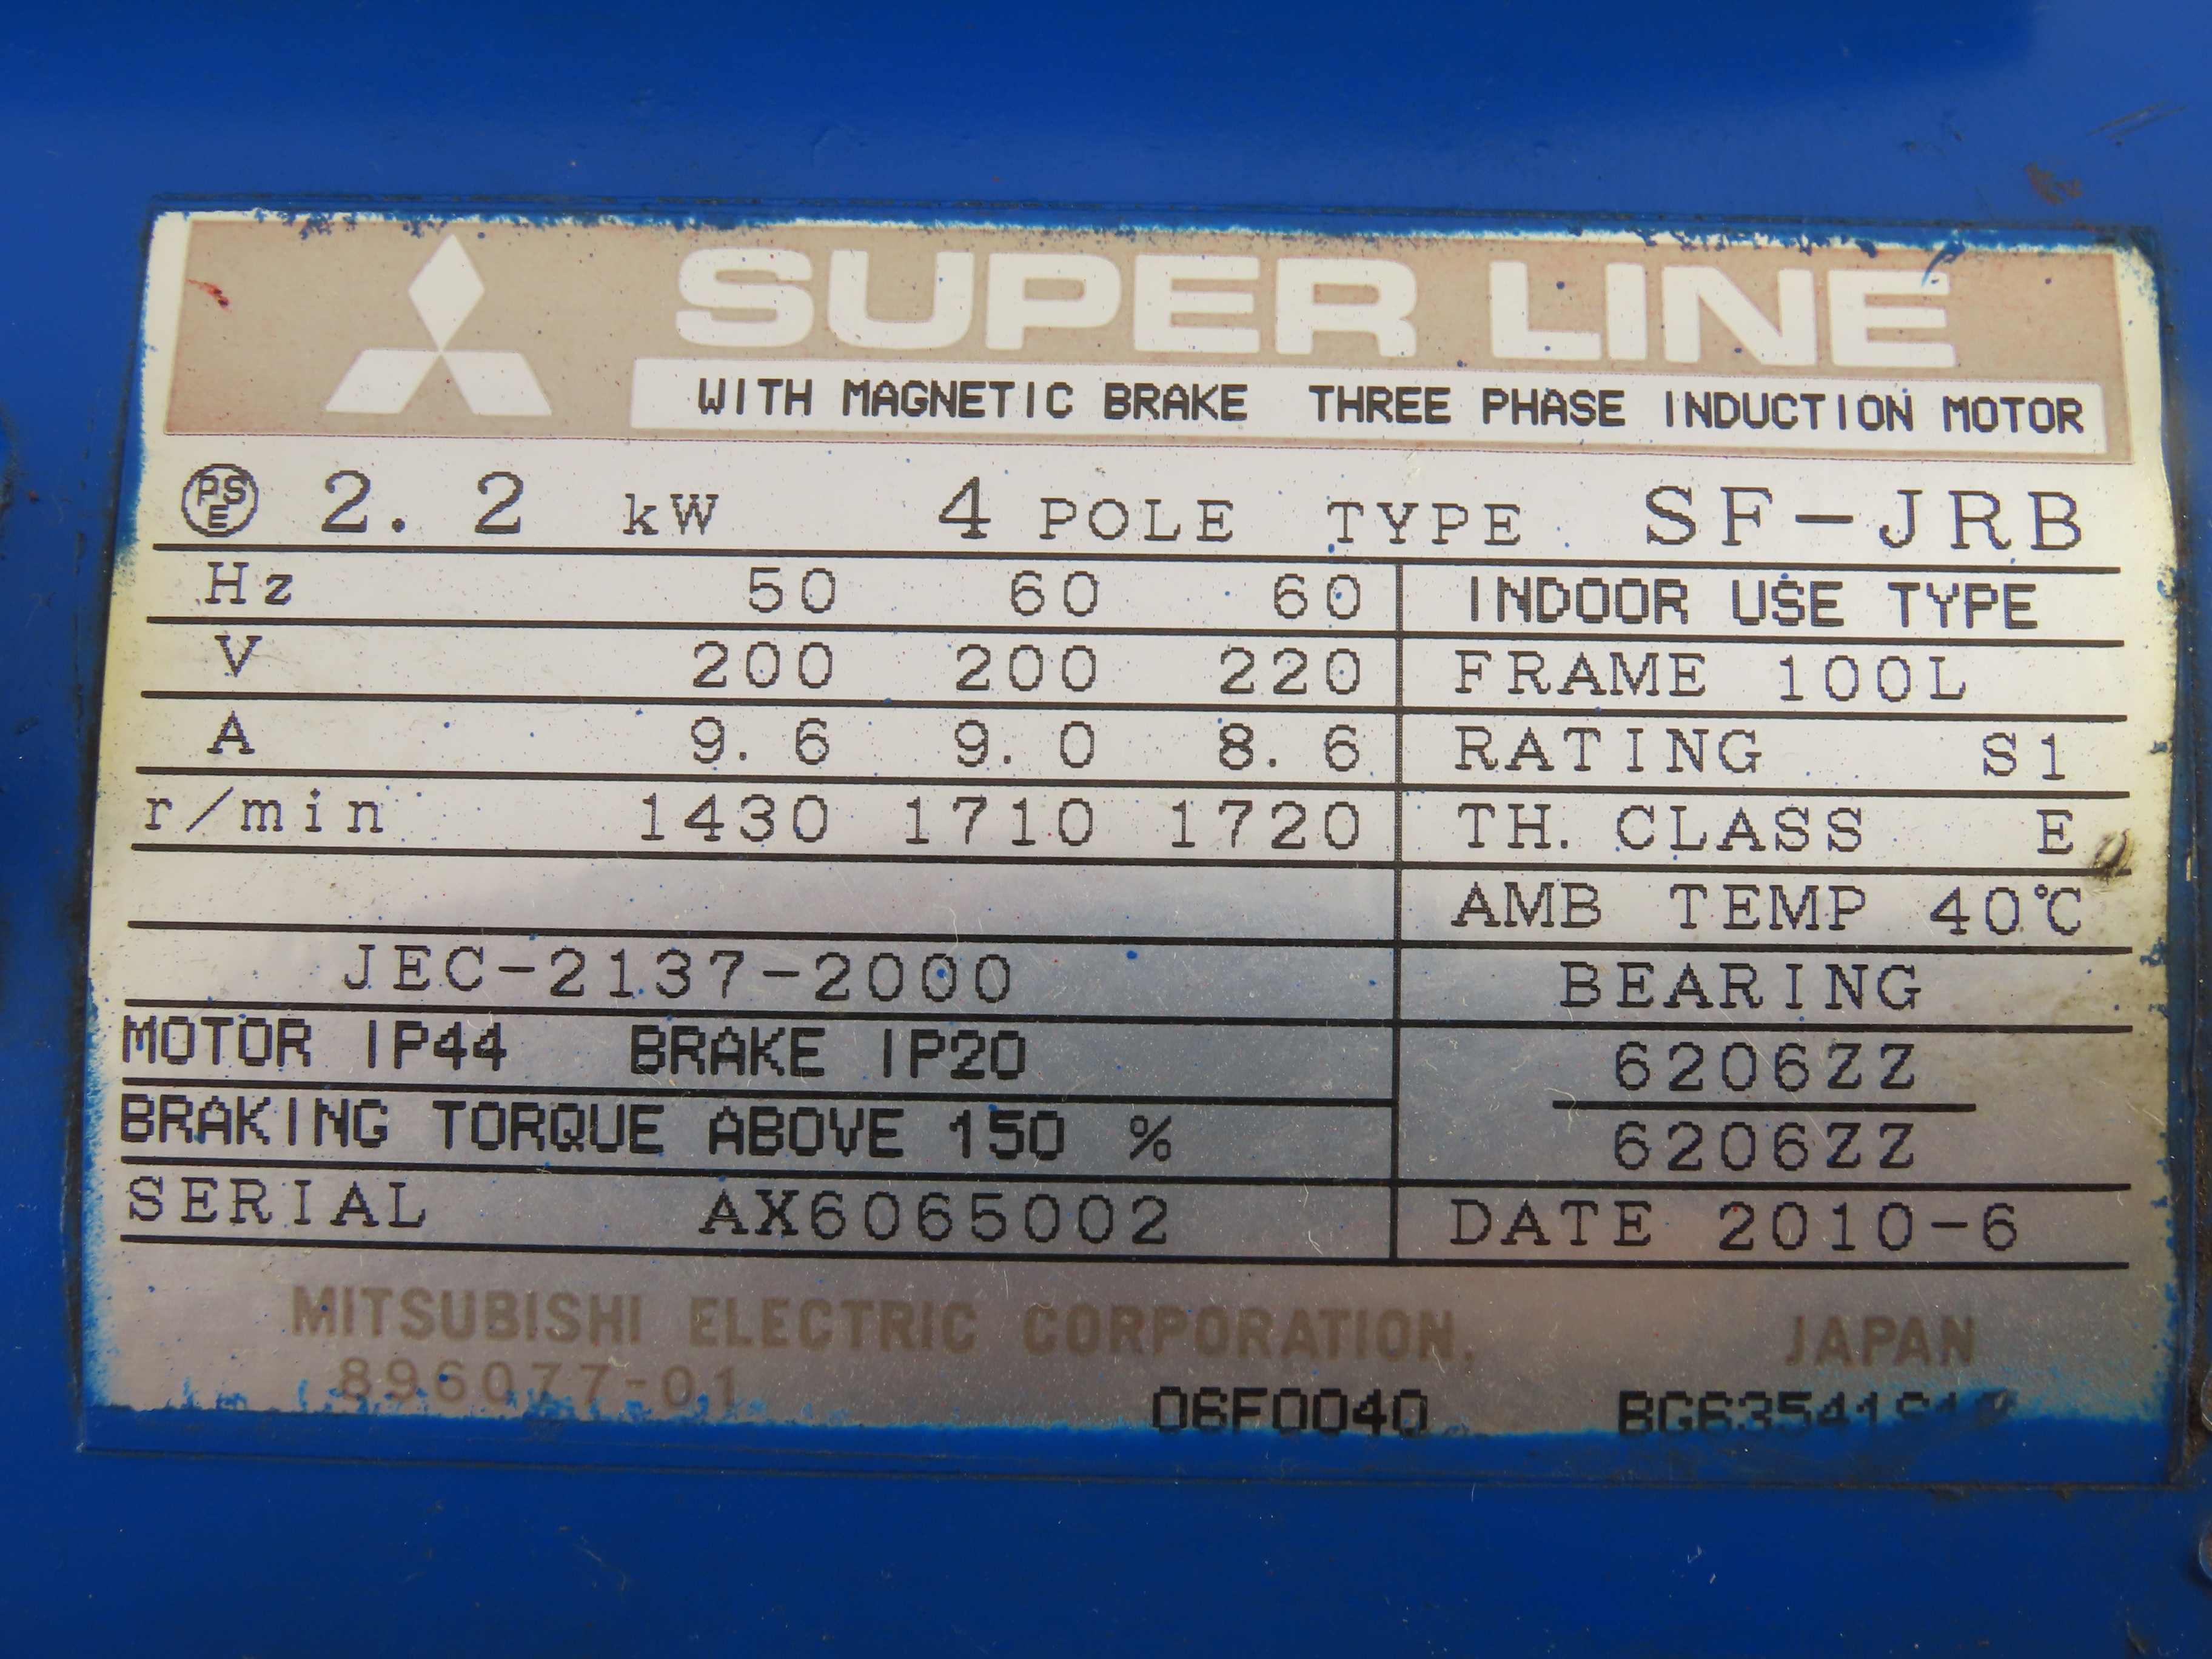 SUPER LINE
WITH MAGNETIC BRAKE THREE PHASE INDUCTION MOTOR
PSE 2.2 kW 4 POLE TYPE SF-JRB
Hz 50 60 60 INDOOR USE TYPE
V 200 200 220 FRAME 100L
A 9.6 9.0 8.6 RATING S1
r/min 1430 1710 1720 TH. CLASS E
AMB TEMP 40℃
JEC-2137-2000 BEARING
MOTOR IP44 BRAKE IP20 6206ZZ
BRAKING TORQUE ABOVE 150 % 6206ZZ
SERIAL AX6065002 DATE 2010-6
MITSUBISHI ELECTRIC CORPORATION, JAPAN
896077-01
06F0040